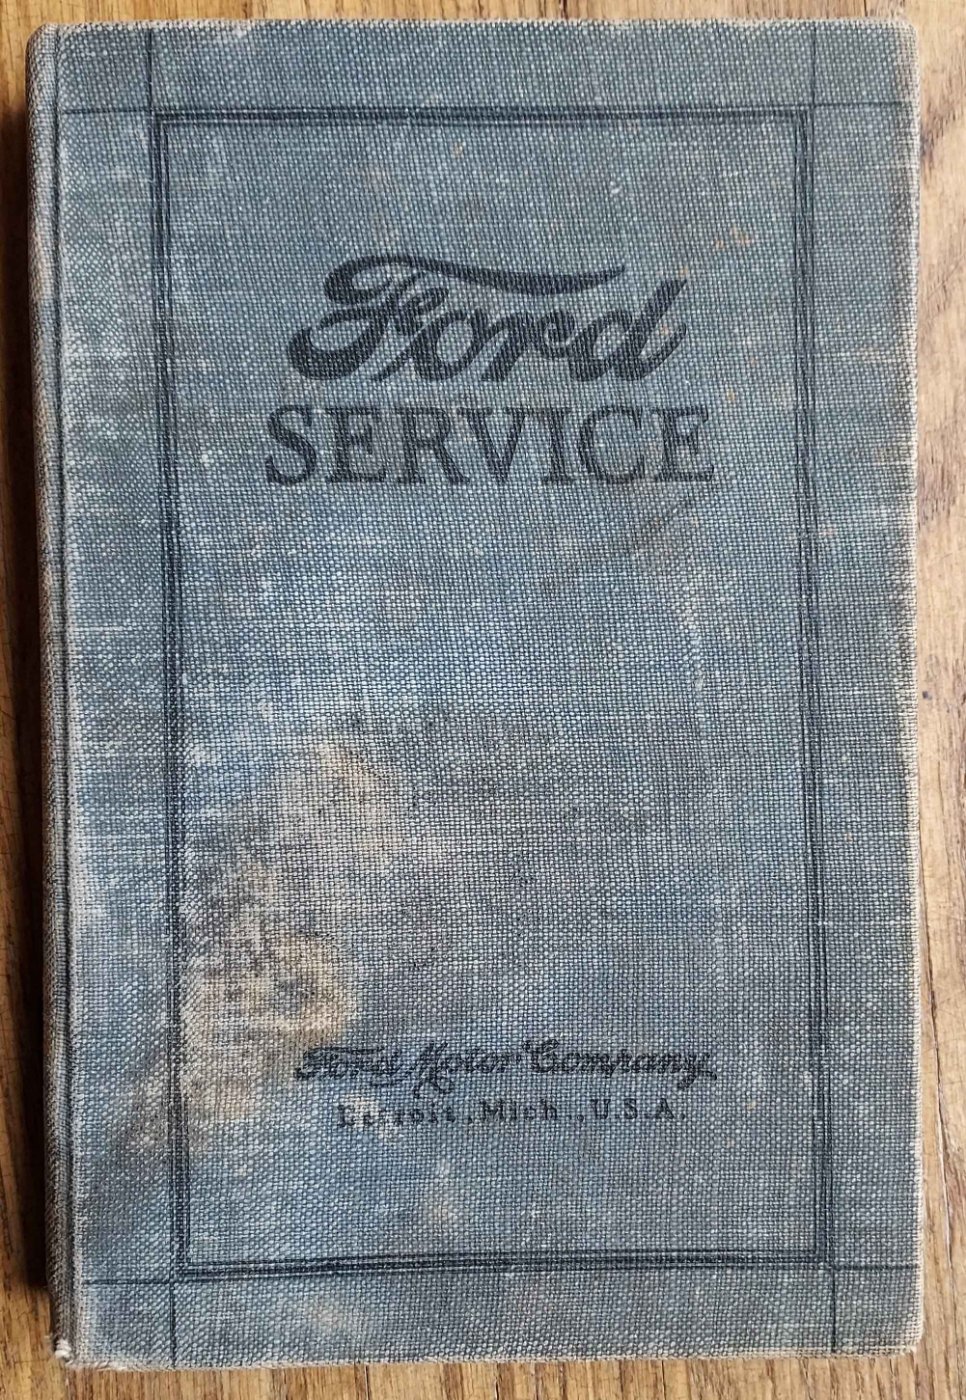 Ford
SERVICE
Ford Motor Company
Detroit, Mich., U.S.A.